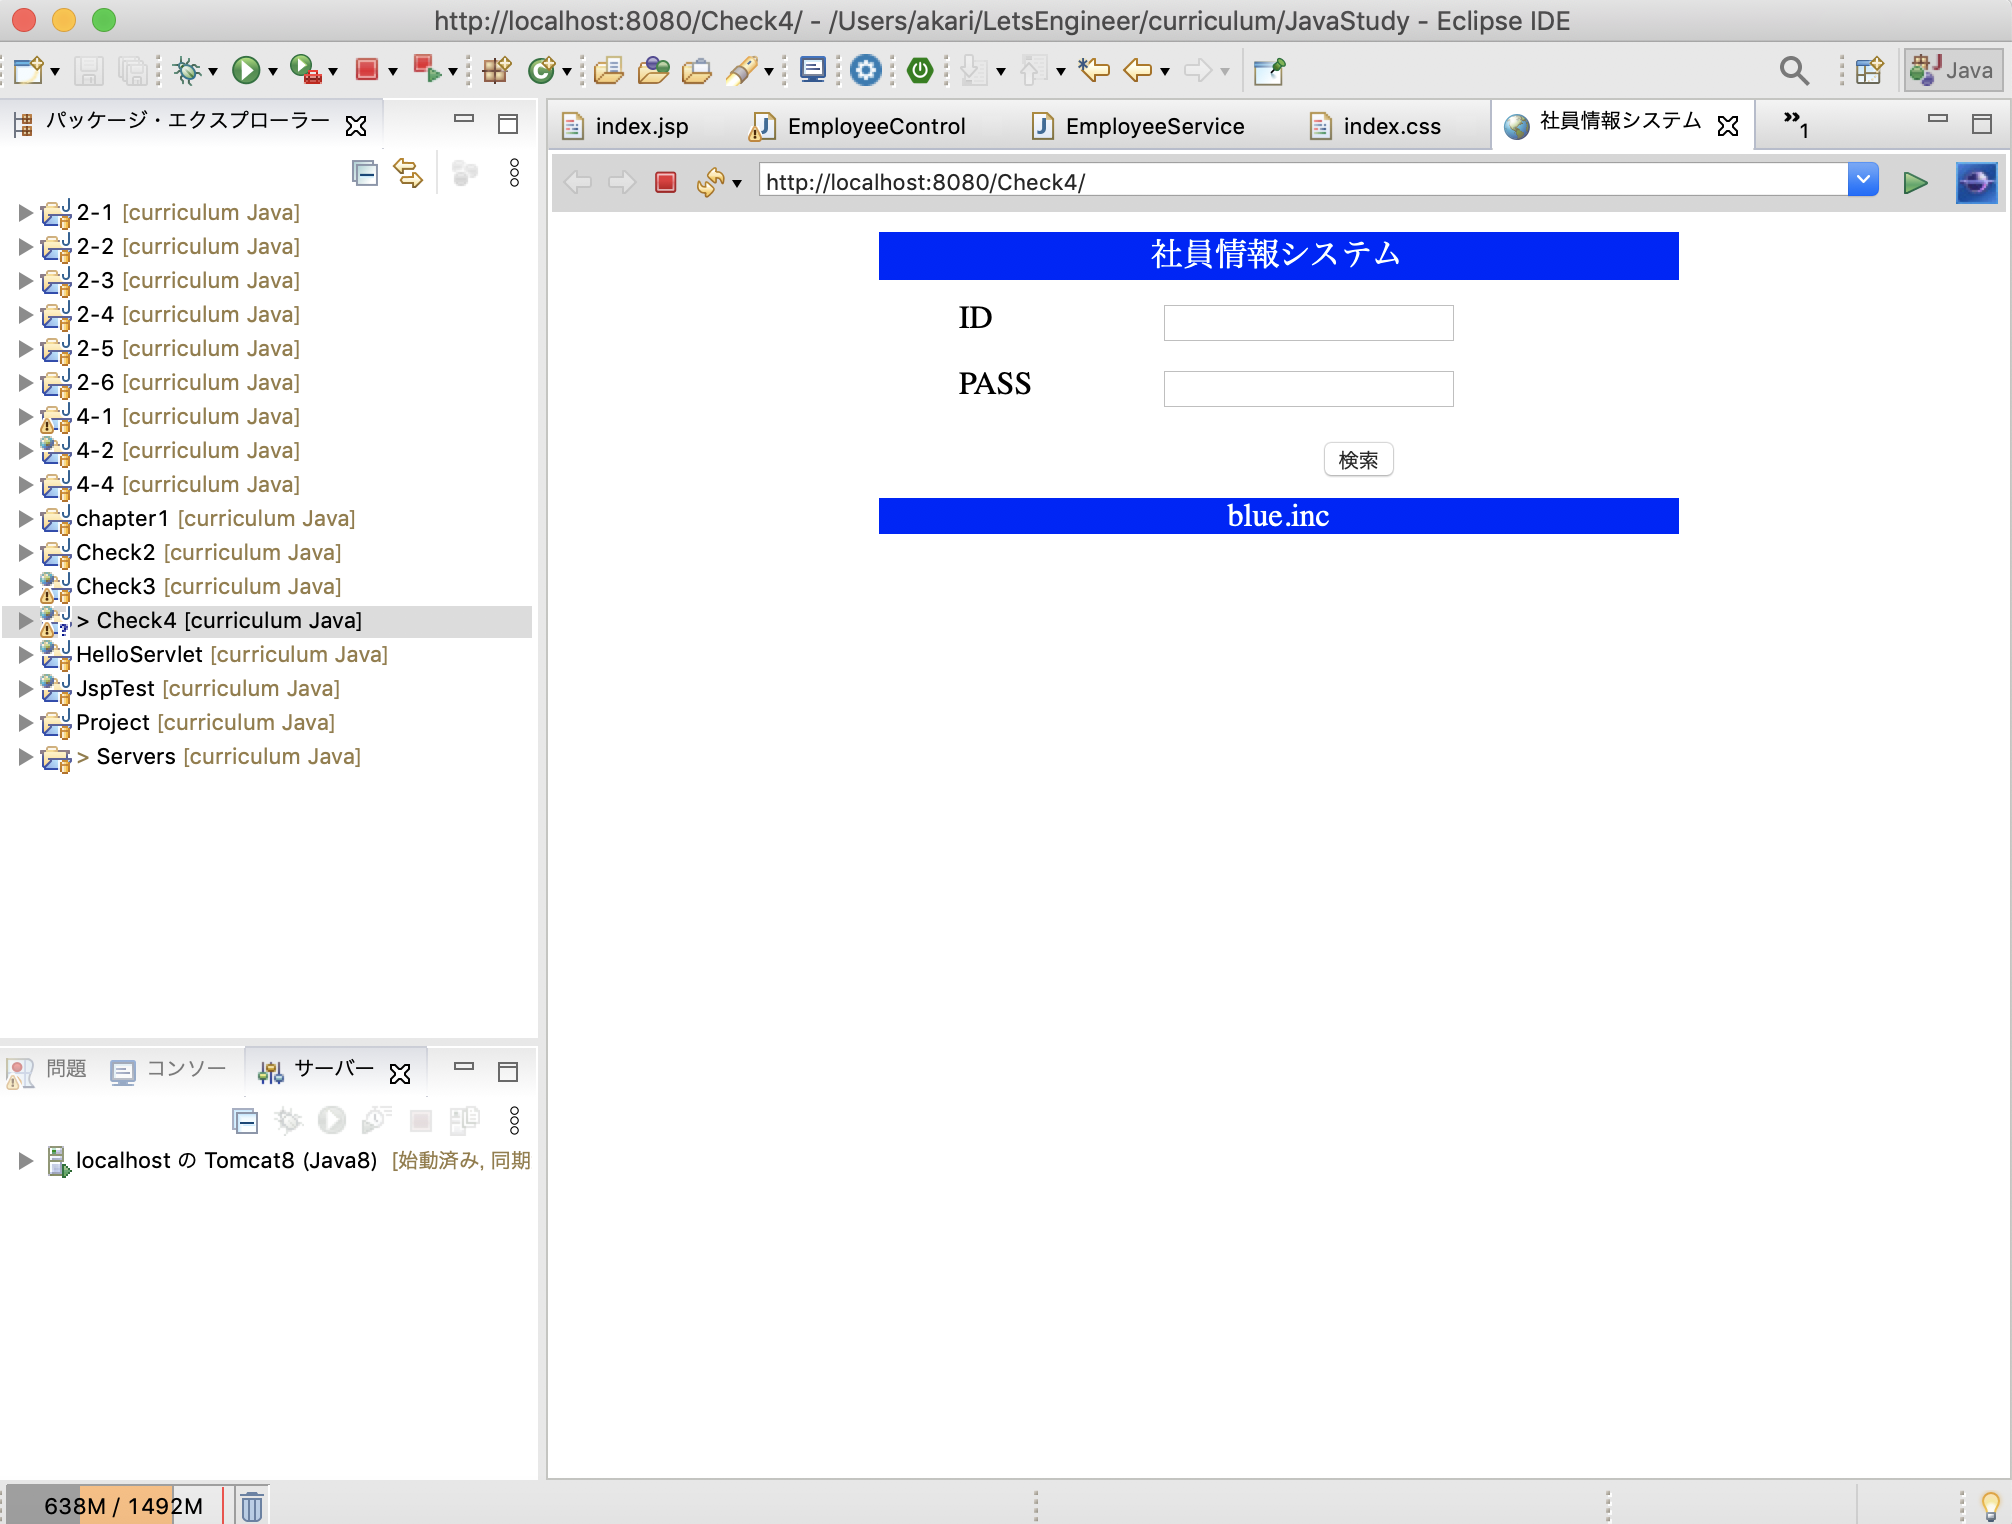 http://localhost:8080/Check4/ - /Users/akari/LetsEngineer/curriculum/JavaStudy - Eclipse IDE
Java
パッケージ・エクスプローラー
2-1 [curriculum Java]
2-2 [curriculum Java]
2-3 [curriculum Java]
2-4 [curriculum Java]
2-5 [curriculum Java]
2-6 [curriculum Java]
4-1 [curriculum Java]
4-2 [curriculum Java]
4-4 [curriculum Java]
chapter1 [curriculum Java]
Check2 [curriculum Java]
Check3 [curriculum Java]
> Check4 [curriculum Java]
HelloServlet [curriculum Java]
JspTest [curriculum Java]
Project [curriculum Java]
> Servers [curriculum Java]
index.jsp EmployeeControl EmployeeService index.css 社員情報システム »1
http://localhost:8080/Check4/
社員情報システム
ID
PASS
検索
blue.inc
問題 コンソー サーバー
localhost の Tomcat8 (Java8) [始動済み, 同期
638M / 1492M